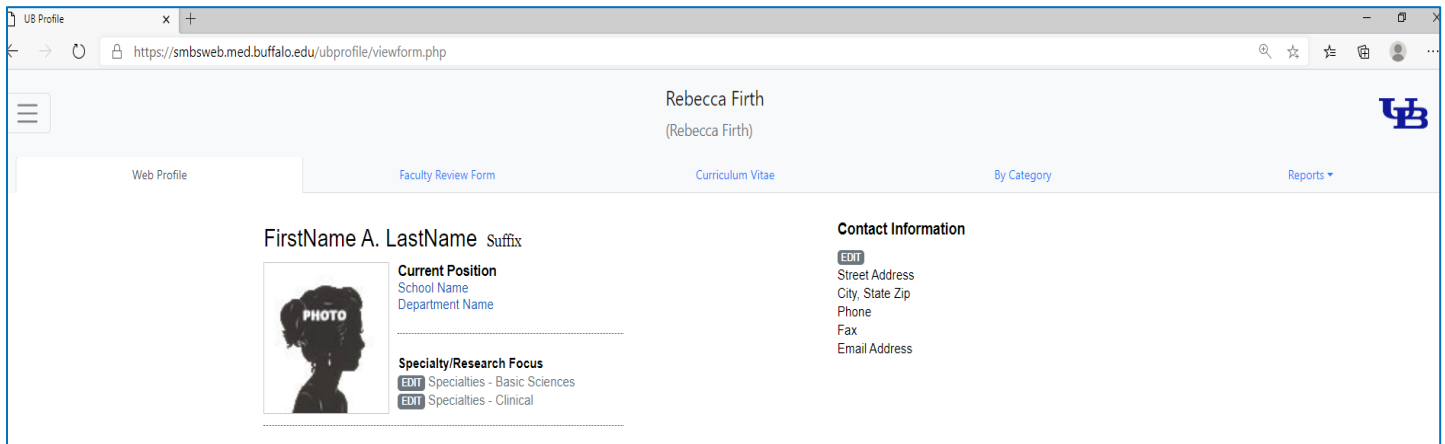 UB Profile
https://smbsweb.med.buffalo.edu/ubprofile/viewform.php
Rebecca Firth
(Rebecca Firth)
UB
Web Profile Faculty Review Form Curriculum Vitae By Category Reports
FirstName A. LastName Suffix
PHOTO
Current Position
School Name
Department Name
Specialty/Research Focus
EDIT Specialties - Basic Sciences
EDIT Specialties - Clinical
Contact Information
EDIT
Street Address
City, State Zip
Phone
Fax
Email Address